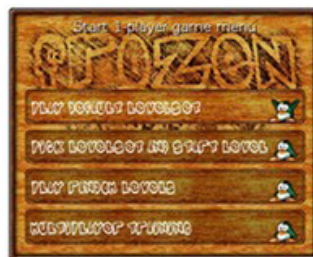 Start 1-player game menu
FROZEN
PLAY DEFAULT LEVELSET
PICK LEVELSET AND START LEVEL
PLAY RANDOM LEVELS
MULTIPLAYER TRAINING